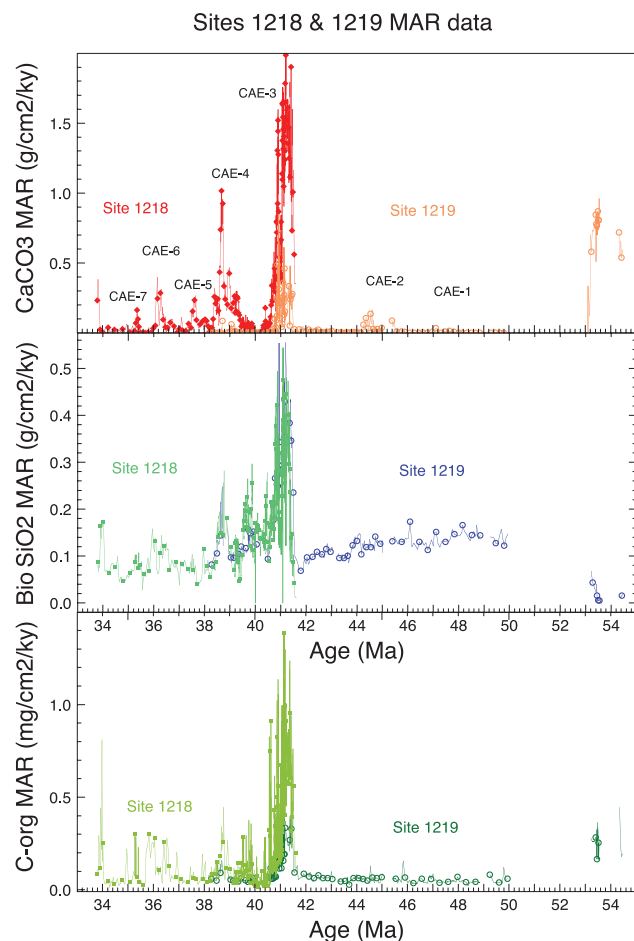 Sites 1218 & 1219 MAR data
CaCO3 MAR (g/cm2/ky)
1.5
1.0
0.5
CAE-3
CAE-4
Site 1218
Site 1219
CAE-6
CAE-2
CAE-5
CAE-7
CAE-1
Bio SiO2 MAR (g/cm2/ky)
0.5
0.4
0.3
0.2
0.1
0.0
Site 1218
Site 1219
34 36 38 40 42 44 46 48 50 52 54
Age (Ma)
C-org MAR (mg/cm2/ky)
1.0
0.5
0.0
Site 1218
Site 1219
34 36 38 40 42 44 46 48 50 52 54
Age (Ma)